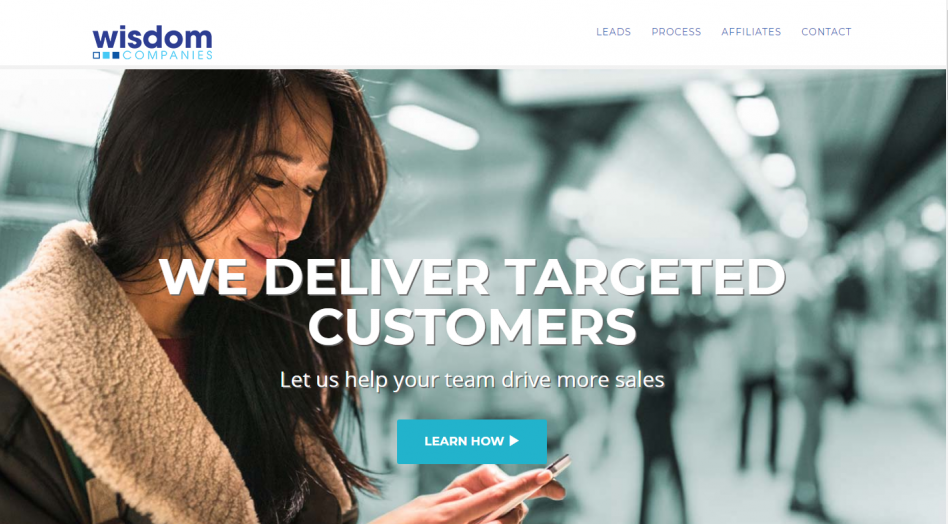 wisdom
COMPANIES
LEADS PROCESS AFFILIATES CONTACT
WE DELIVER TARGETED
CUSTOMERS
Let us help your team drive more sales
LEARN HOW